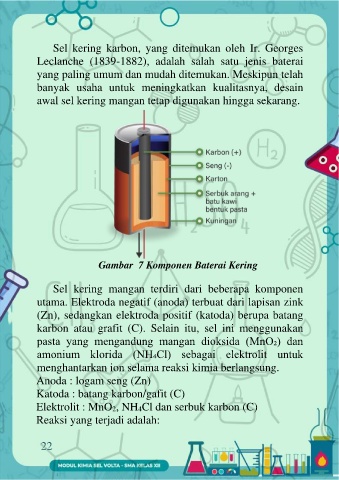 Sel kering karbon, yang ditemukan oleh Ir. Georges
Leclanche (1839-1882), adalah salah satu jenis baterai
yang paling umum dan mudah ditemukan. Meskipun telah
banyak usaha untuk meningkatkan kualitasnya, desain
awal sel kering mangan tetap digunakan hingga sekarang.
Karbon (+)
Seng (-)
Karton
Serbuk arang +
batu kawi
bentuk pasta
Kuningan
Gambar 7 Komponen Baterai Kering
Sel kering mangan terdiri dari beberapa komponen
utama. Elektroda negatif (anoda) terbuat dari lapisan zink
(Zn), sedangkan elektroda positif (katoda) berupa batang
karbon atau grafit (C). Selain itu, sel ini menggunakan
pasta yang mengandung mangan dioksida (MnO₂) dan
amonium klorida (NH₄Cl) sebagai elektrolit untuk
menghantarkan ion selama reaksi kimia berlangsung.
Anoda : logam seng (Zn)
Katoda : batang karbon/gafit (C)
Elektrolit : MnO₂, NH₄Cl dan serbuk karbon (C)
Reaksi yang terjadi adalah:
22
MODUL KIMIA SEL VOLTA - SMA KELAS XII